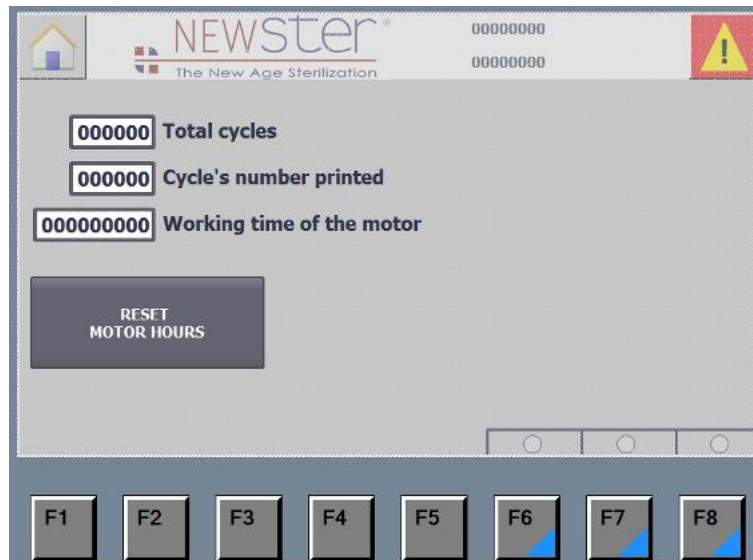 NEWSTer®
00000000
The New Age Sterilization
00000000
000000 Total cycles
000000 Cycle's number printed
000000000 Working time of the motor
RESET
MOTOR HOURS
F1 F2 F3 F4 F5 F6 F7 F8